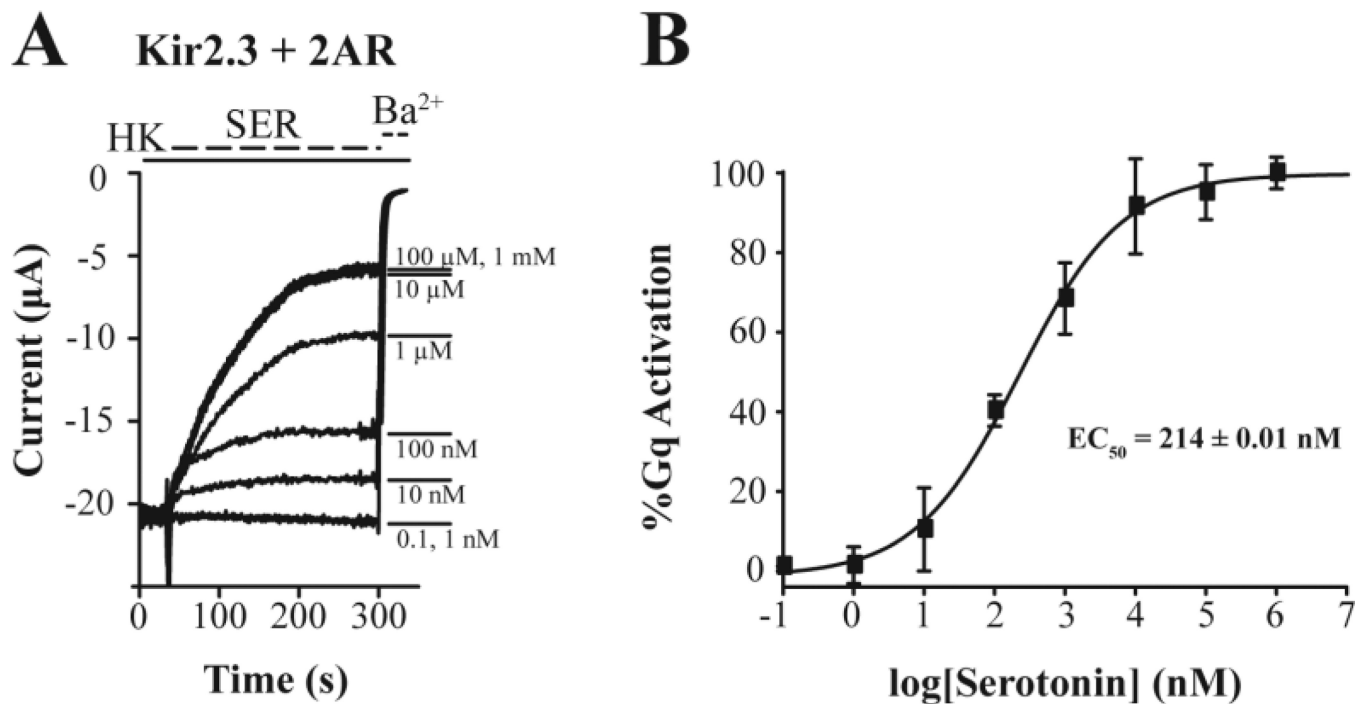 A
Kir2.3 + 2AR
Ba²⁺
HK
SER
0
-5
-10
-15
-20
Current (µA)
100 µM, 1 mM
10 µM
1 µM
100 nM
10 nM
0.1, 1 nM
0 100 200 300
Time (s)
B
100
80
60
40
20
0
%Gq Activation
EC₅₀ = 214 ± 0.01 nM
-1 0 1 2 3 4 5 6 7
log[Serotonin] (nM)